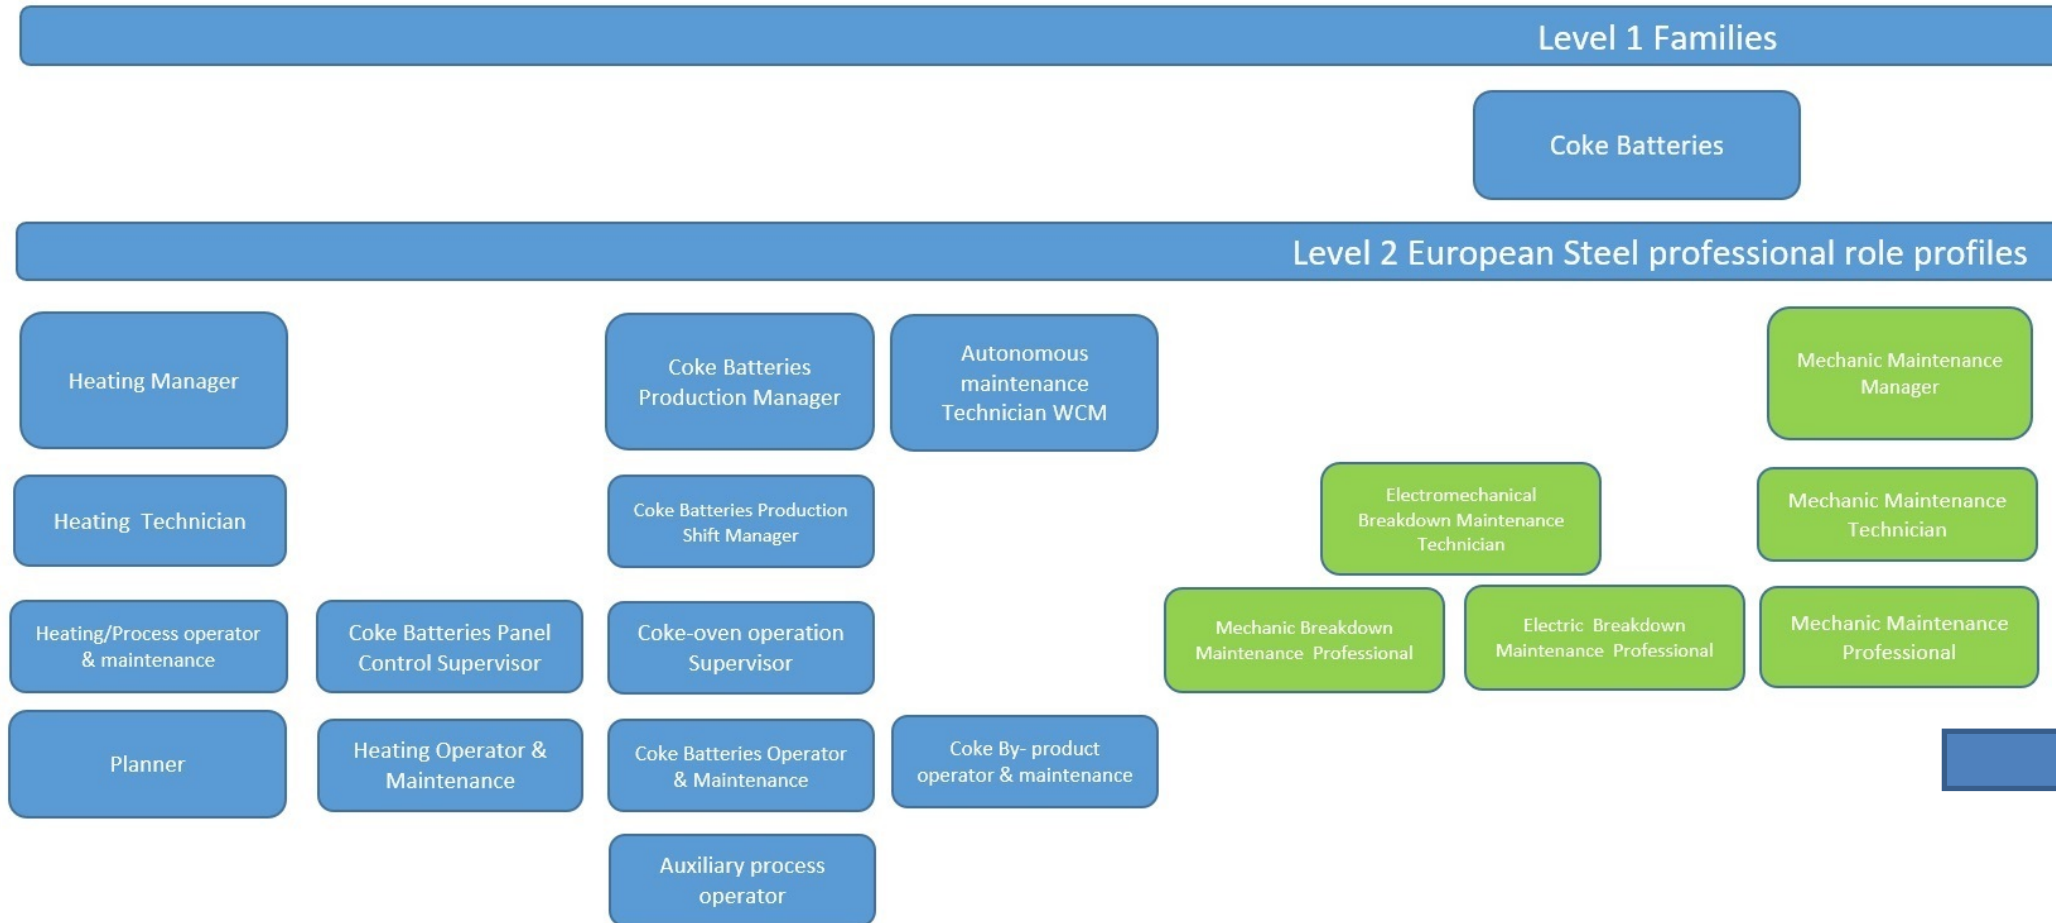 Level 1 Families
Coke Batteries
Level 2 European Steel professional role profiles
Heating Manager
Coke Batteries
Production Manager
Autonomous
maintenance
Technician WCM
Mechanic Maintenance
Manager
Heating Technician
Coke Batteries Production
Shift Manager
Electromechanical
Breakdown Maintenance
Technician
Mechanic Maintenance
Technician
Heating/Process operator
& maintenance
Coke Batteries Panel
Control Supervisor
Coke-oven operation
Supervisor
Mechanic Breakdown
Maintenance Professional
Electric Breakdown
Maintenance Professional
Mechanic Maintenance
Professional
Planner
Heating Operator &
Maintenance
Coke Batteries Operator
& Maintenance
Coke By- product
operator & maintenance
Auxiliary process
operator